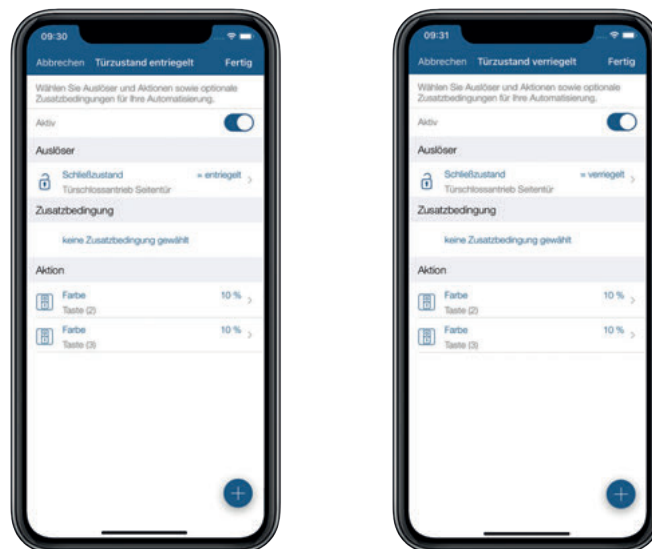 09:30
Abbrechen Türzustand entriegelt Fertig
Wählen Sie Auslöser und Aktionen sowie optionale
Zusatzbedingungen für Ihre Automatisierung.
Aktiv
Auslöser
Schließzustand = entriegelt
Türschlossantrieb Seitentür
Zusatzbedingung
keine Zusatzbedingung gewählt
Aktion
Farbe 10 %
Taste (2)
Farbe 10 %
Taste (3)
09:31
Abbrechen Türzustand verriegelt Fertig
Wählen Sie Auslöser und Aktionen sowie optionale
Zusatzbedingungen für Ihre Automatisierung.
Aktiv
Auslöser
Schließzustand = verriegelt
Türschlossantrieb Seitentür
Zusatzbedingung
keine Zusatzbedingung gewählt
Aktion
Farbe 10 %
Taste (2)
Farbe 10 %
Taste (3)